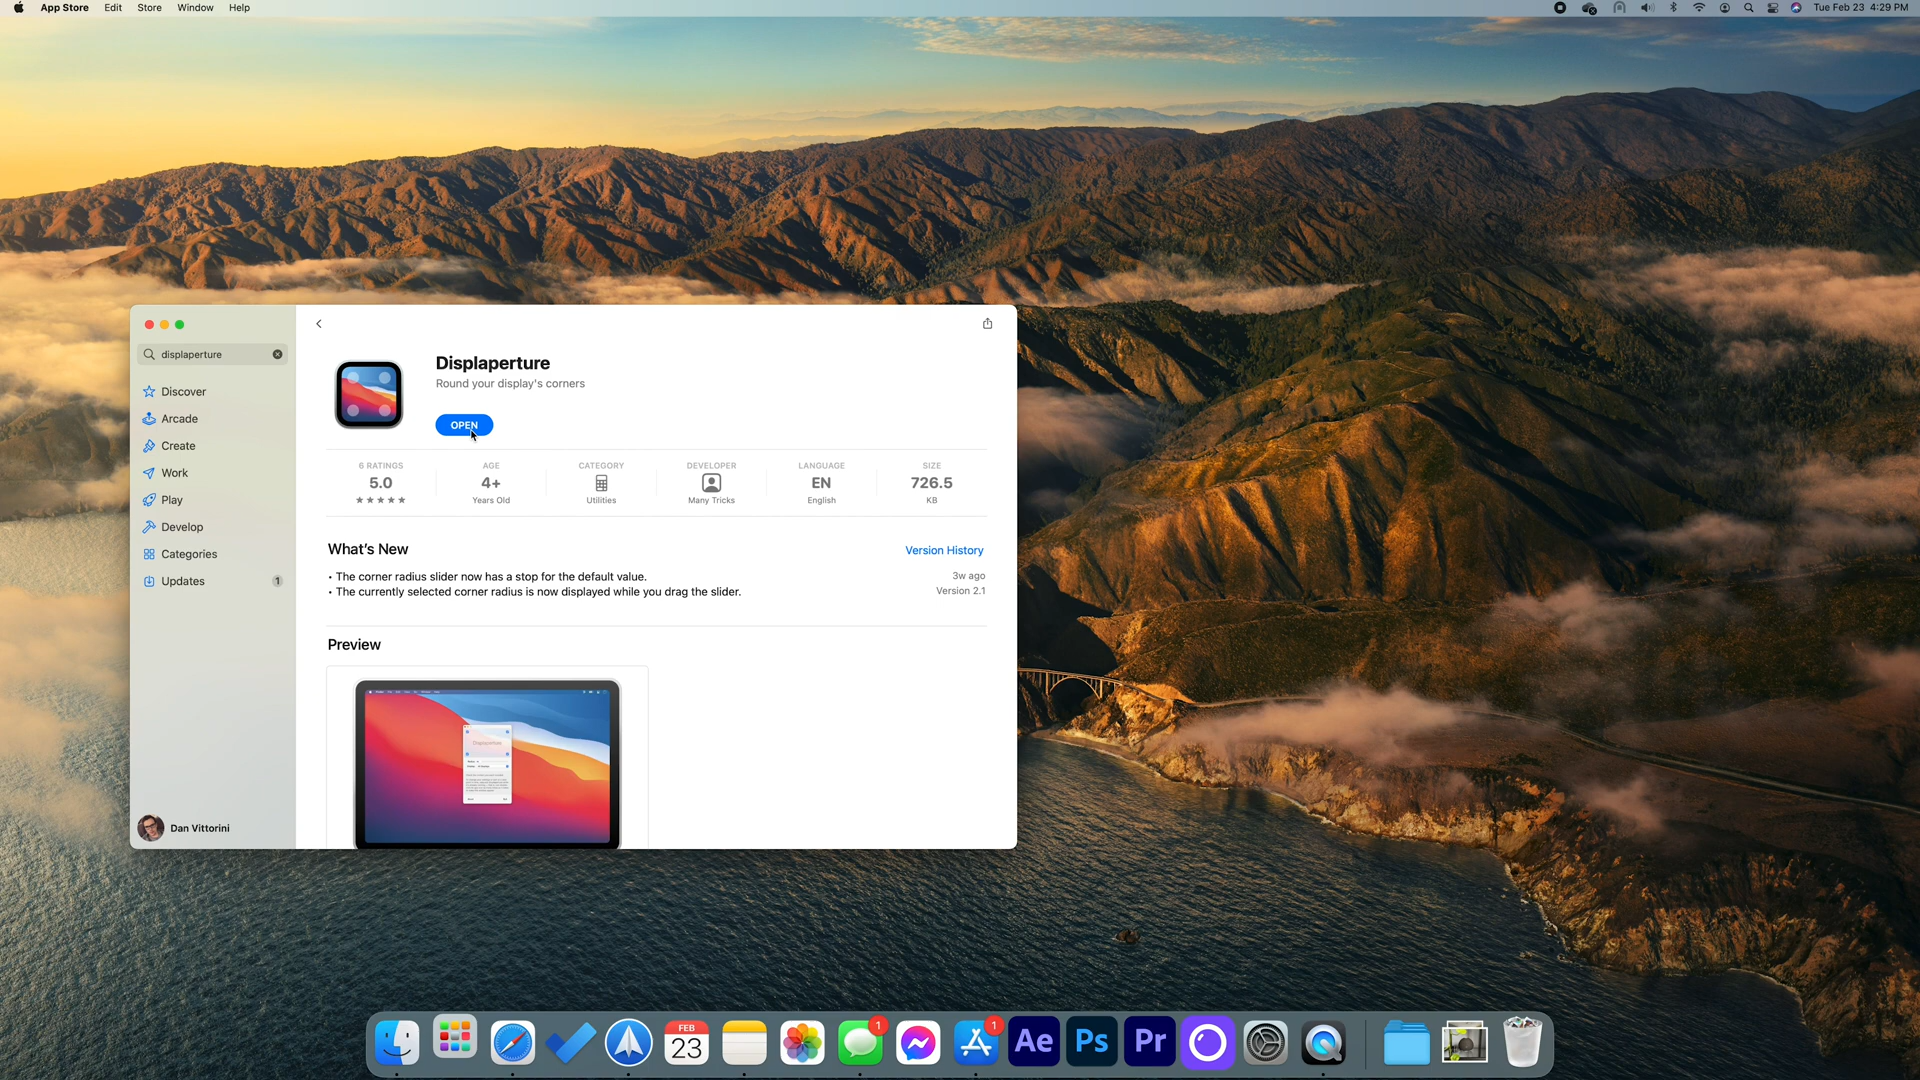 App Store Edit Store Window Help
Tue Feb 23 4:29 PM
displaperture
Discover
Arcade
Create
Work
Play
Develop
Categories
Updates 1
Dan Vittorini
Displaperture
Round your display's corners
OPEN
6 RATINGS AGE CATEGORY DEVELOPER LANGUAGE SIZE
5.0 4+ EN 726.5
Years Old Utilities Many Tricks English KB
What's New Version History
• The corner radius slider now has a stop for the default value. 3w ago
• The currently selected corner radius is now displayed while you drag the slider. Version 2.1
Preview
Displaperture
FEB 1 1
23 Ae Ps Pr